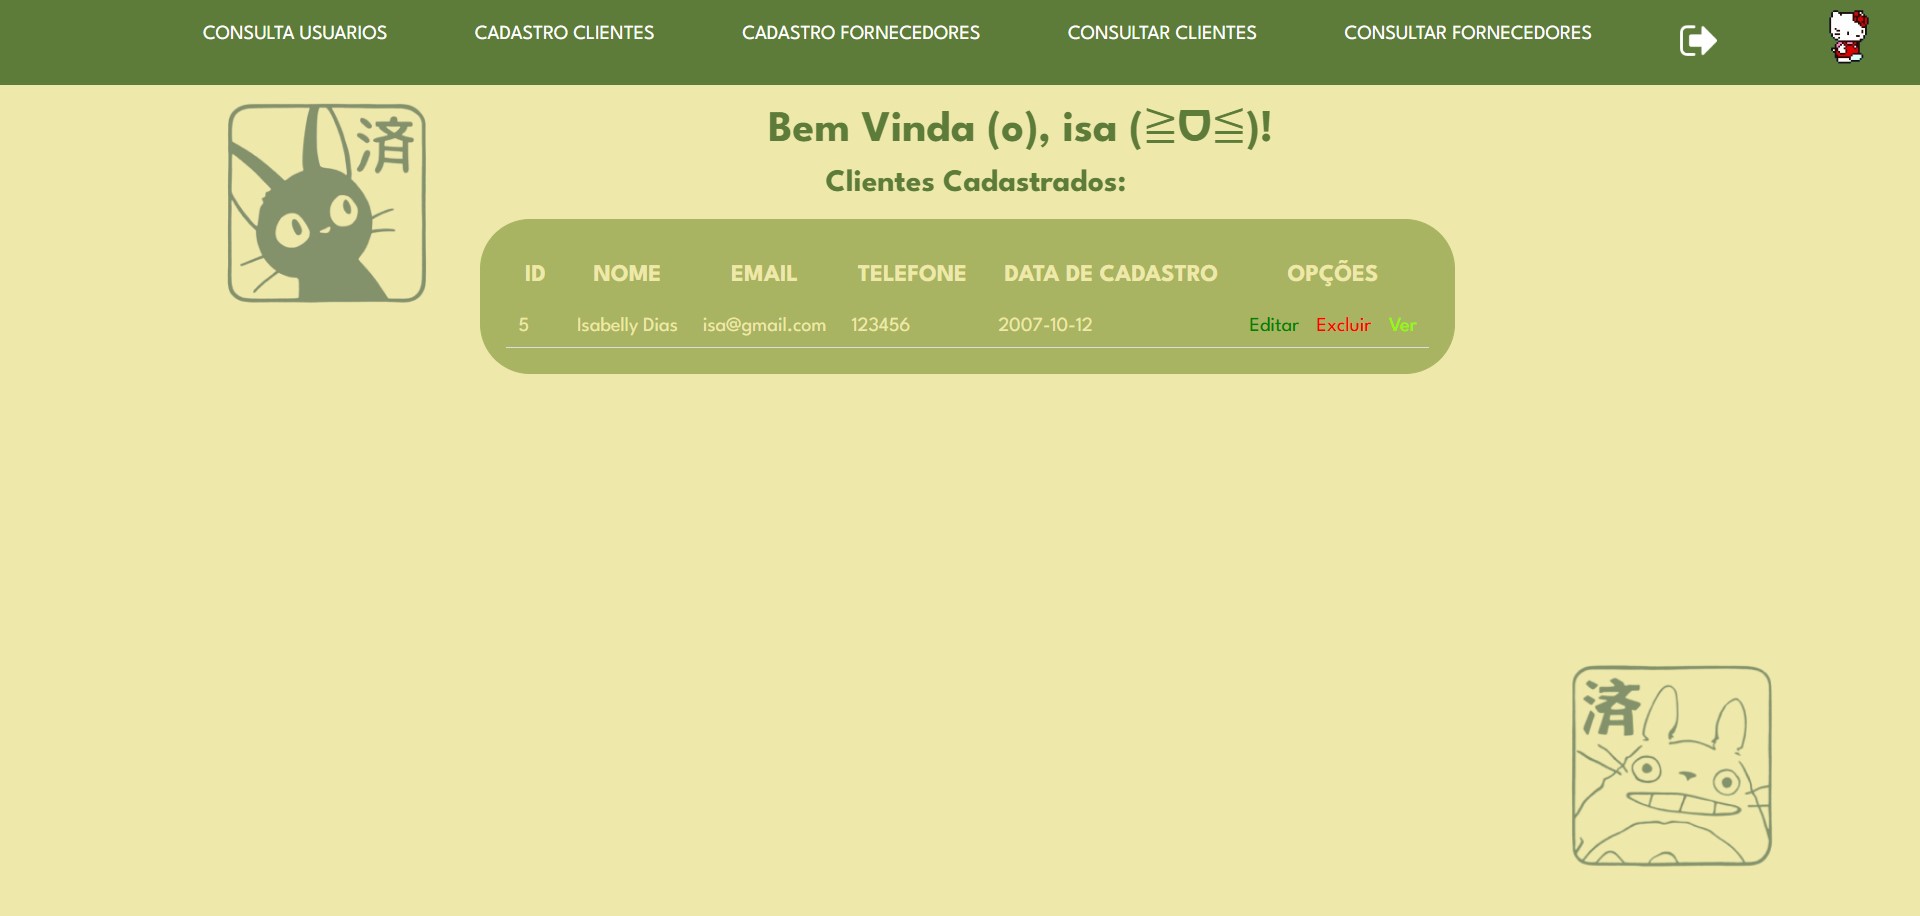 CONSULTA USUARIOS CADASTRO CLIENTES CADASTRO FORNECEDORES CONSULTAR CLIENTES CONSULTAR FORNECEDORES
済
Bem Vinda (o), isa (≧ᗜ≦)!
Clientes Cadastrados:
ID NOME EMAIL TELEFONE DATA DE CADASTRO OPÇÕES
5 Isabelly Dias isa@gmail.com 123456 2007-10-12 Editar Excluir Ver
済